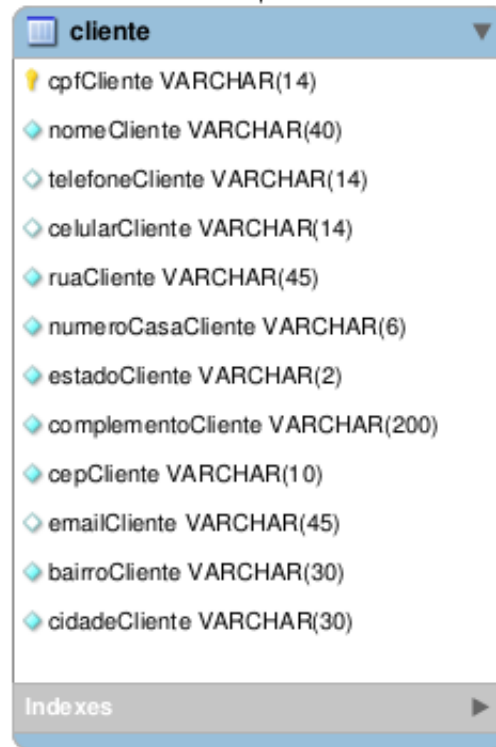 cliente
cpfCliente VARCHAR(14)
nomeCliente VARCHAR(40)
telefoneCliente VARCHAR(14)
celularCliente VARCHAR(14)
ruaCliente VARCHAR(45)
numeroCasaCliente VARCHAR(6)
estadoCliente VARCHAR(2)
complementoCliente VARCHAR(200)
cepCliente VARCHAR(10)
emailCliente VARCHAR(45)
bairroCliente VARCHAR(30)
cidadeCliente VARCHAR(30)
Indexes